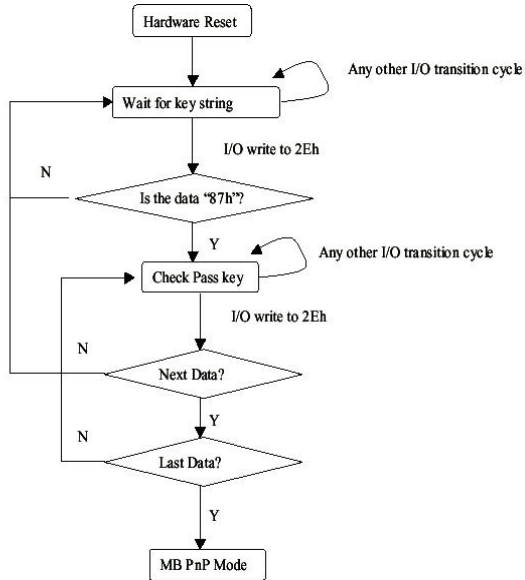 Hardware Reset
Any other I/O transition cycle
Wait for key string
I/O write to 2Eh
N
Is the data “87h”?
Y
Any other I/O transition cycle
Check Pass key
I/O write to 2Eh
N
Next Data?
Y
N
Last Data?
Y
MB PnP Mode